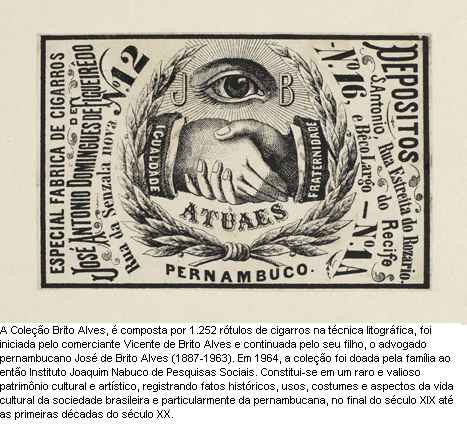 ESPECIAL FÁBRICA DE CIGARROS
DE
JOSÉ ANTONIO DOMINGUES DE FIGUEIRÊDO
Rua da Senzala nova Nº 12
J B
IGUALDADE
FRATERNIDADE
ATUAES
PERNAMBUCO.
DEPOSITOS
S. Antonio, Rua Estreita do Rozario.
Nº 16, e Bêco Largo do Recife
Nº 1A
A Coleção Brito Alves, é composta por 1.252 rótulos de cigarros na técnica litográfica, foi
iniciada pelo comerciante Vicente de Brito Alves e continuada pelo seu filho, o advogado
pernambucano José de Brito Alves (1887-1963). Em 1964, a coleção foi doada pela família ao
então Instituto Joaquim Nabuco de Pesquisas Sociais. Constitui-se em um raro e valioso
patrimônio cultural e artístico, registrando fatos históricos, usos, costumes e aspectos da vida
cultural da sociedade brasileira e particularmente da pernambucana, no final do século XIX até
as primeiras décadas do século XX.